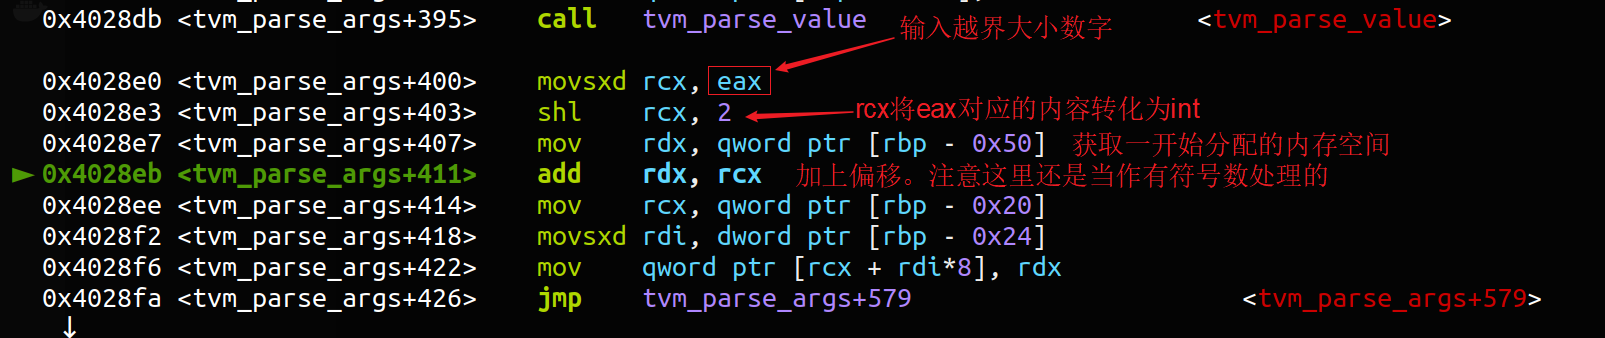 0x4028db <tvm_parse_args+395> call tvm_parse_value <tvm_parse_value>
输入越界大小数字
0x4028e0 <tvm_parse_args+400> movsxd rcx, eax
0x4028e3 <tvm_parse_args+403> shl rcx, 2 rcx将eax对应的内容转化为int
0x4028e7 <tvm_parse_args+407> mov rdx, qword ptr [rbp - 0x50] 获取一开始分配的内存空间
► 0x4028eb <tvm_parse_args+411> add rdx, rcx 加上偏移。注意这里还是当作有符号数处理的
0x4028ee <tvm_parse_args+414> mov rcx, qword ptr [rbp - 0x20]
0x4028f2 <tvm_parse_args+418> movsxd rdi, dword ptr [rbp - 0x24]
0x4028f6 <tvm_parse_args+422> mov qword ptr [rcx + rdi*8], rdx
0x4028fa <tvm_parse_args+426> jmp tvm_parse_args+579 <tvm_parse_args+579>
↓